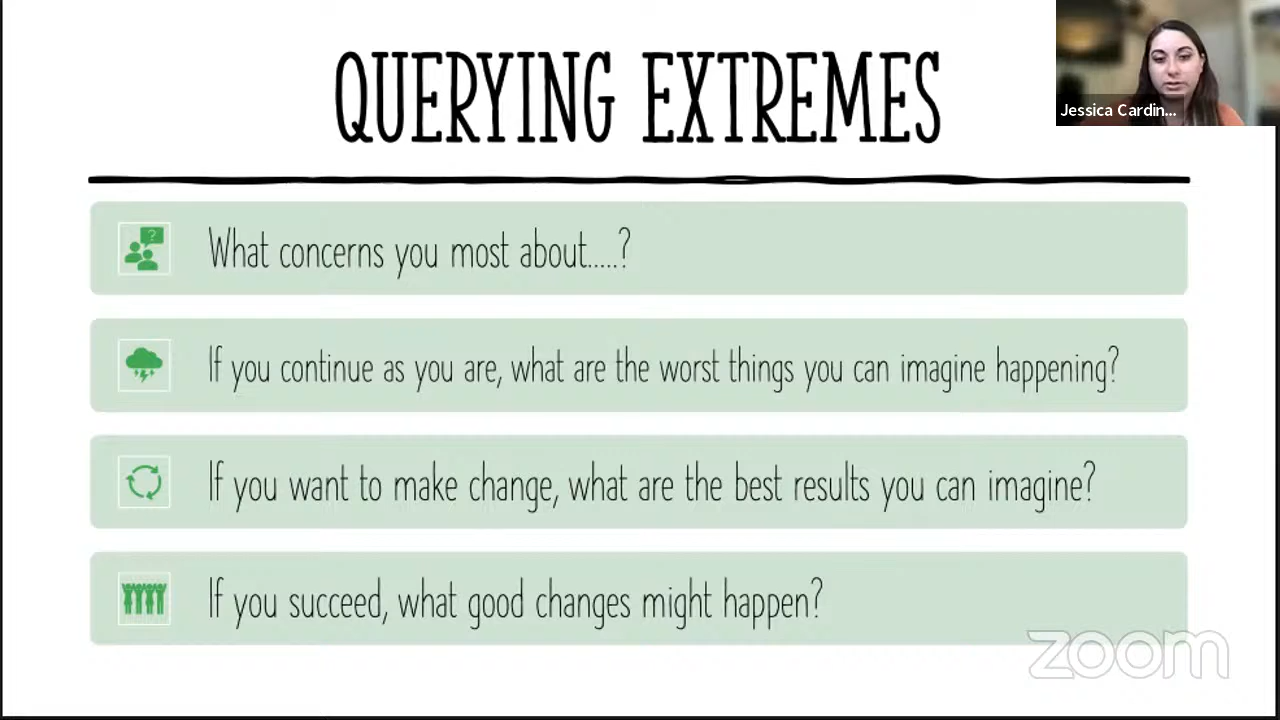 QUERYING EXTREMES
Jessica Cardin...
What concerns you most about.....?
If you continue as you are, what are the worst things you can imagine happening?
If you want to make change, what are the best results you can imagine?
If you succeed, what good changes might happen?
zoom